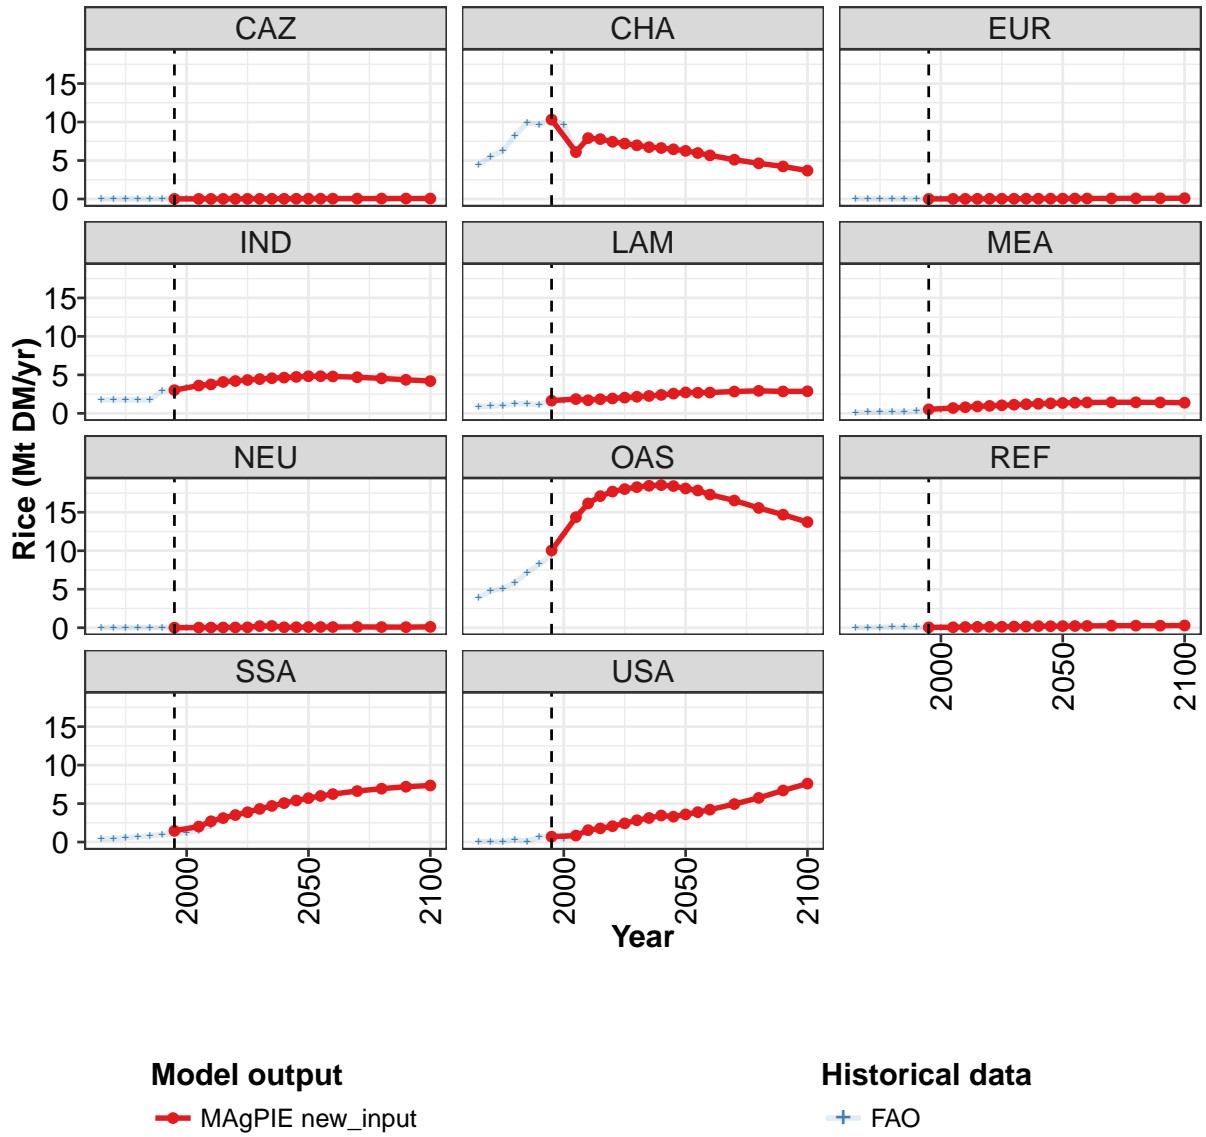 CAZ CHA EUR
15
10
5
0
IND LAM MEA
15
10
5
0
NEU OAS REF
15
10
5
0
SSA USA
2000 2050 2100
15
10
5
0
2000 2050 2100 2000 2050 2100
Year
Rice (Mt DM/yr)
Model output Historical data
MAgPIE new_input FAO